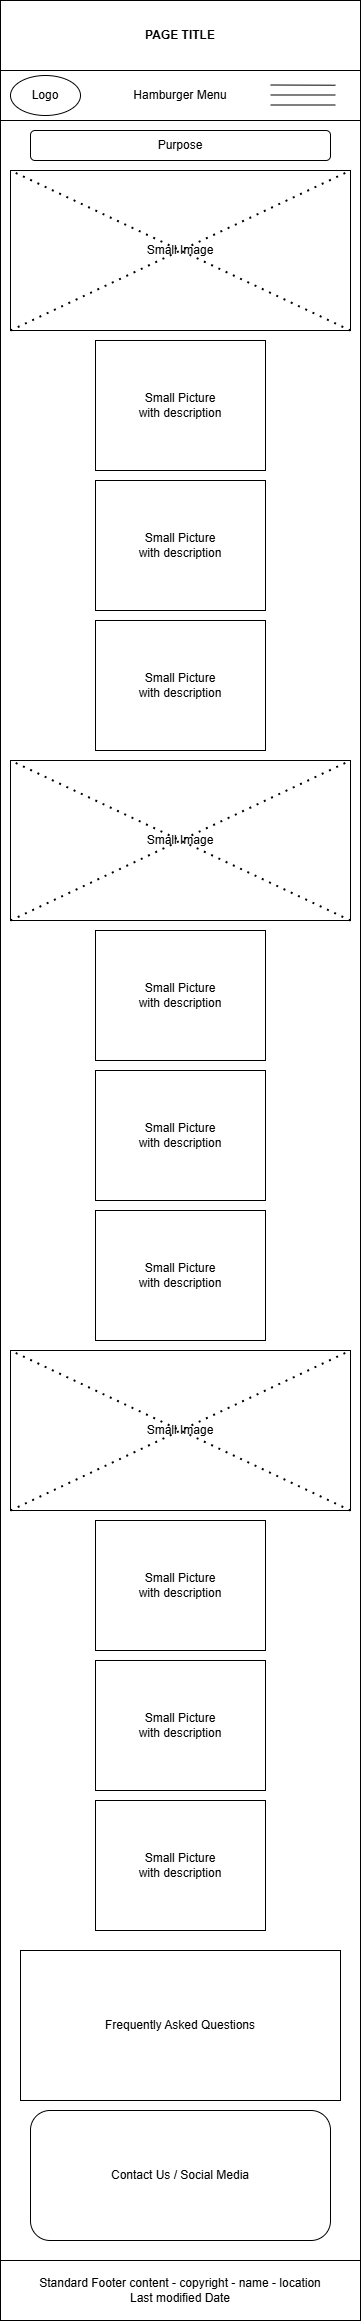 PAGE TITLE
Logo
Hamburger Menu
Purpose
Small Image
Small Picture
with description
Small Picture
with description
Small Picture
with description
Small Image
Small Picture
with description
Small Picture
with description
Small Picture
with description
Small Image
Small Picture
with description
Small Picture
with description
Small Picture
with description
Frequently Asked Questions
Contact Us / Social Media
Standard Footer content - copyright - name - location
Last modified Date